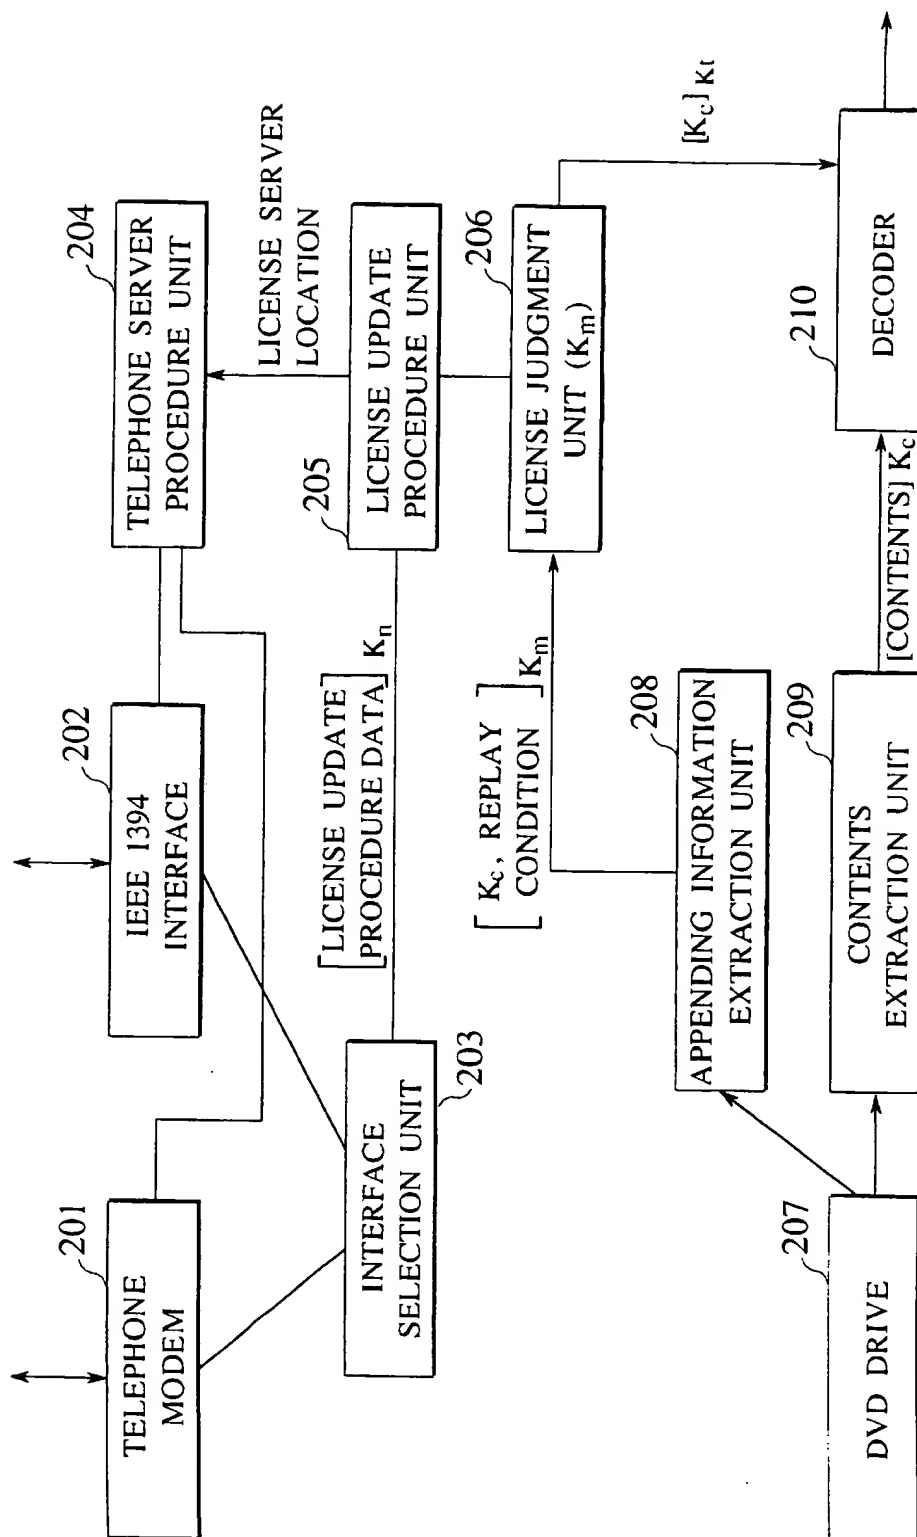 201
TELEPHONE
MODEM
202
IEEE 1394
INTERFACE
204
TELEPHONE SERVER
PROCEDURE UNIT
LICENSE SERVER
LOCATION
203
INTERFACE
SELECTION UNIT
[LICENSE UPDATE
PROCEDURE DATA] Kn
205
LICENSE UPDATE
PROCEDURE UNIT
[Kc, REPLAY
CONDITION] Km
206
LICENSE JUDGMENT
UNIT (Km)
[Kc] Kt
208
APPENDING INFORMATION
EXTRACTION UNIT
207
DVD DRIVE
209
CONTENTS
EXTRACTION UNIT
[CONTENTS] Kc
210
DECODER